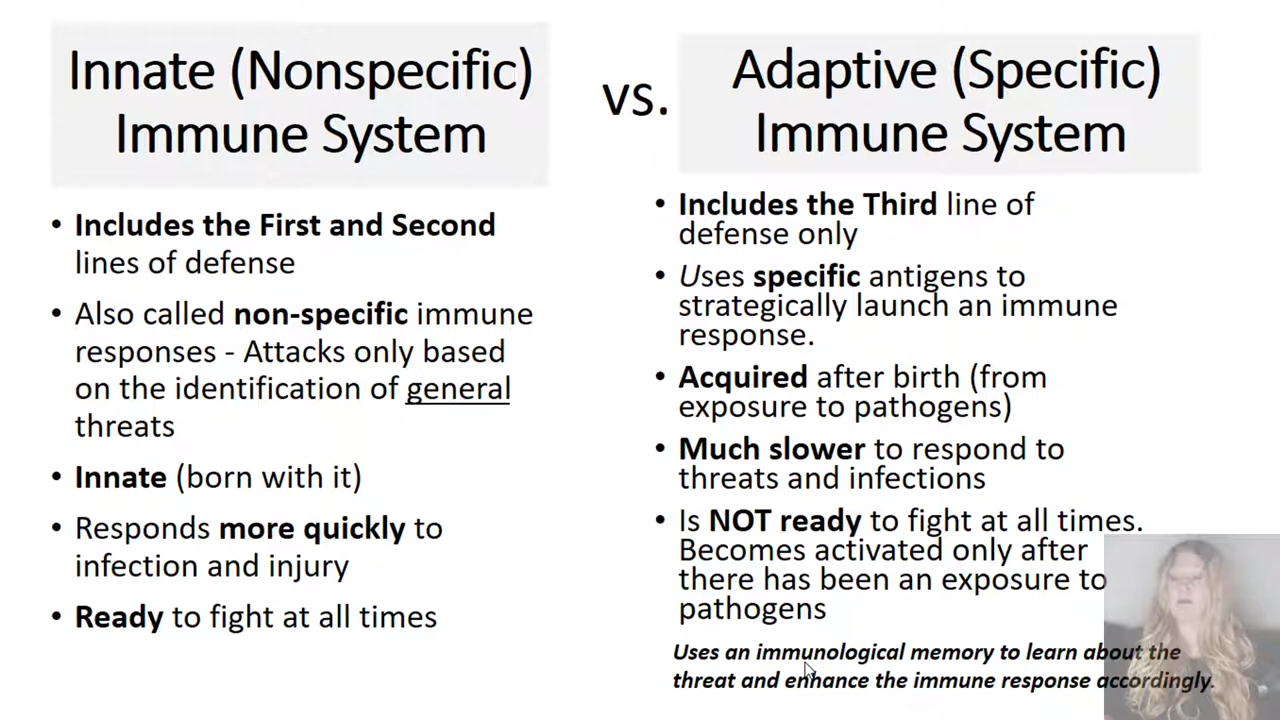 Innate (Nonspecific)
Immune System
vs.
Adaptive (Specific)
Immune System
• Includes the First and Second
lines of defense
• Also called non-specific immune
responses - Attacks only based
on the identification of general
threats
• Innate (born with it)
• Responds more quickly to
infection and injury
• Ready to fight at all times
• Includes the Third line of
defense only
• Uses specific antigens to
strategically launch an immune
response.
• Acquired after birth (from
exposure to pathogens)
• Much slower to respond to
threats and infections
• Is NOT ready to fight at all times.
Becomes activated only after
there has been an exposure to
pathogens
Uses an immunological memory to learn about the
threat and enhance the immune response accordingly.